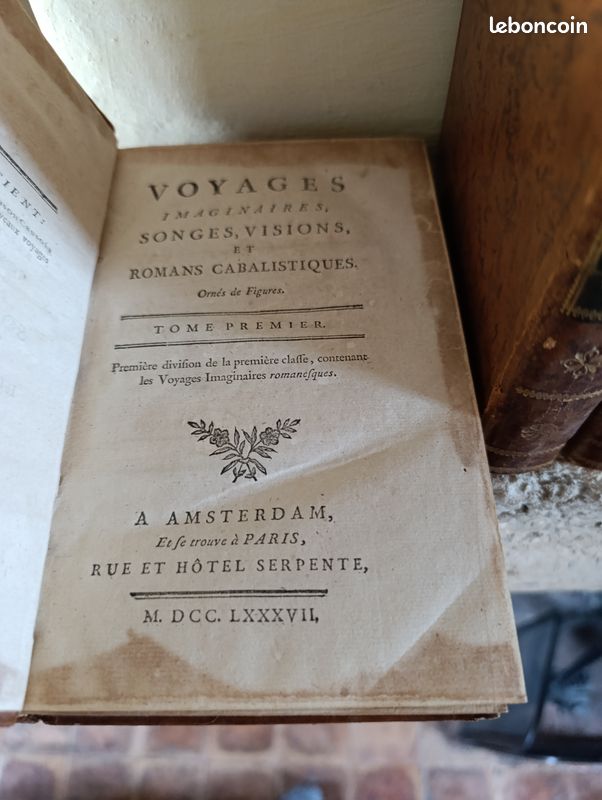 leboncoin
IENT:
VOYAGES
IMAGINAIRES,
SONGES, VISIONS,
ET
ROMANS CABALISTIQUES.
Ornés de Figures.
TOME PREMIER.
Première diviſion de la première claſſe, contenant
les Voyages Imaginaires romaneſques.
A AMSTERDAM,
Et ſe trouve à PARIS,
RUE ET HÔTEL SERPENTE,
M. DCC. LXXXVII,